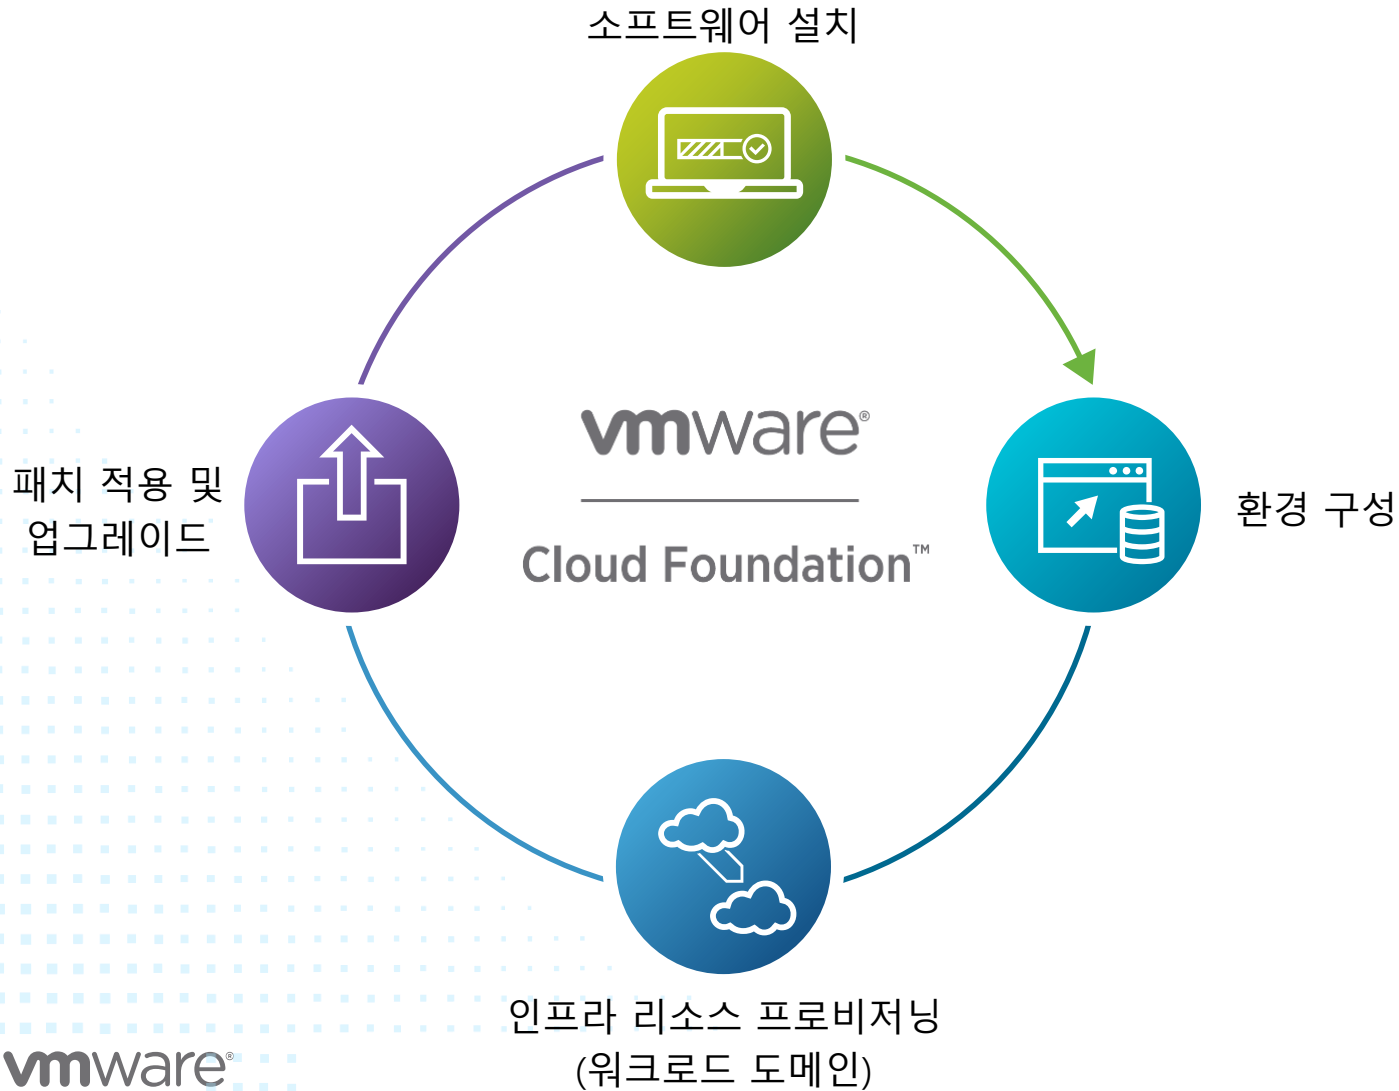 소프트웨어 설치
vmware®
Cloud Foundation™
패치 적용 및
업그레이드
환경 구성
인프라 리소스 프로비저닝
(워크로드 도메인)
vmware®